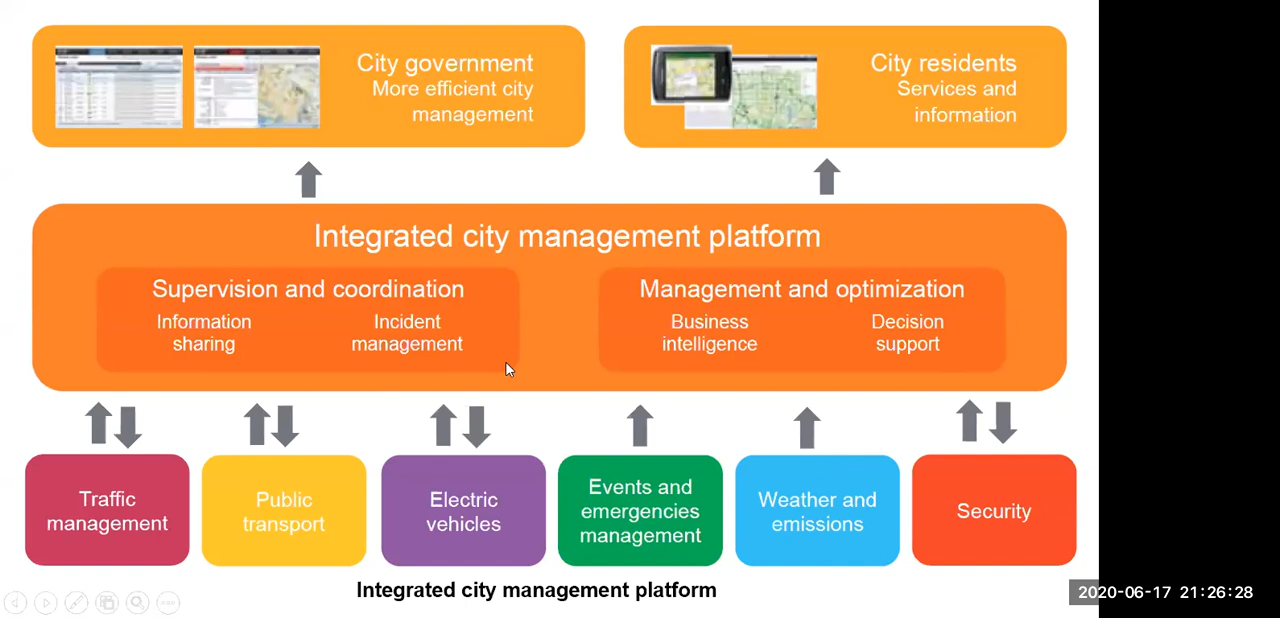 City government
More efficient city
management
City residents
Services and
information
Integrated city management platform
Supervision and coordination
Information
sharing
Incident
management
Management and optimization
Business
intelligence
Decision
support
Traffic
management
Public
transport
Electric
vehicles
Events and
emergencies
management
Weather and
emissions
Security
Integrated city management platform
2020-06-17 21:26:28